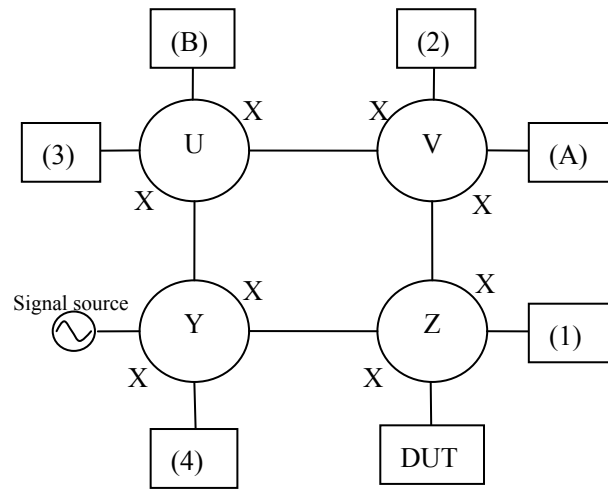 (B)
(2)
X
X
U
V
(3)
(A)
X
X
Signal source
X
X
Y
Z
(1)
X
X
(4)
DUT